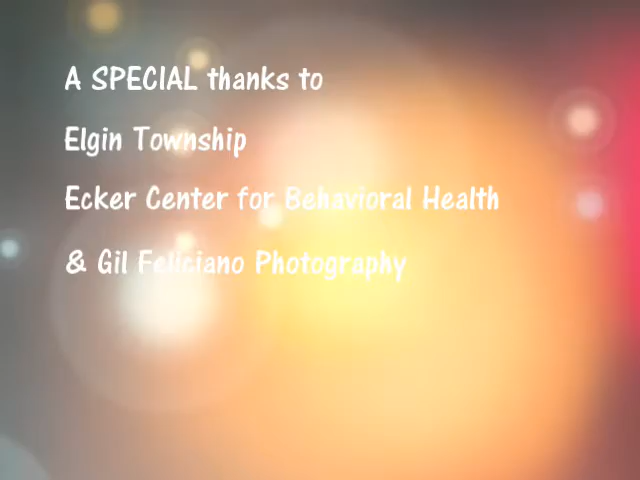 A SPECIAL thanks to
Elgin Township
Ecker Center for Behavioral Health
& Gil Feliciano Photography